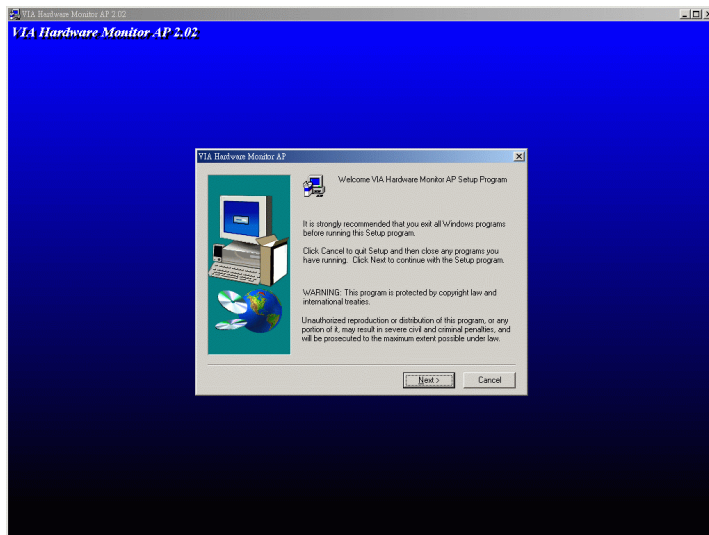 VIA Hardware Monitor AP 2.02
VIA Hardware Monitor AP 2.02
VIA Hardware Monitor AP
Welcome VIA Hardware Monitor AP Setup Program
It is strongly recommended that you exit all Windows programs
before running this Setup program.
Click Cancel to quit Setup and then close any programs you
have running. Click Next to continue with the Setup program.
WARNING: This program is protected by copyright law and
international treaties.
Unauthorized reproduction or distribution of this program, or any
portion of it, may result in severe civil and criminal penalties, and
will be prosecuted to the maximum extent possible under law.
Next >
Cancel